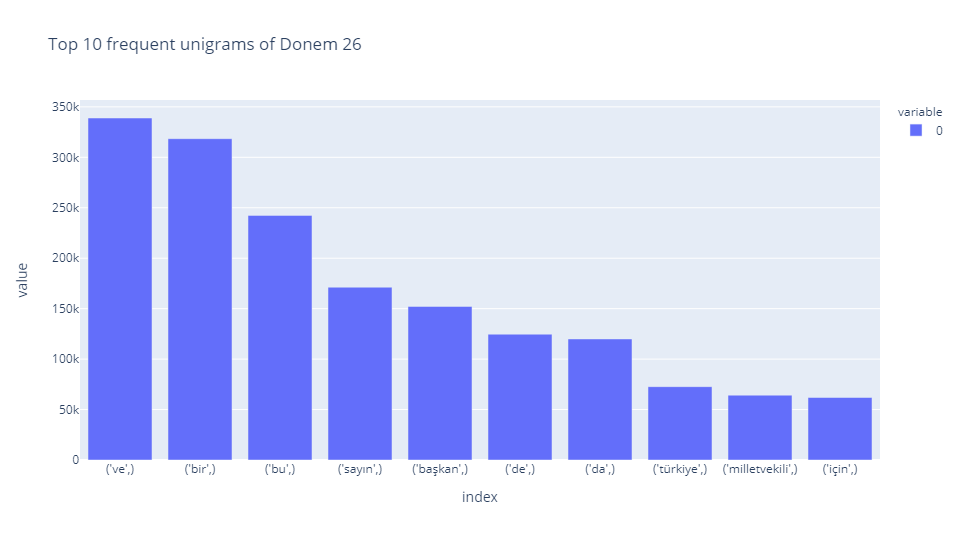 Top 10 frequent unigrams of Donem 26
variable
0
350k
300k
250k
200k
150k
100k
50k
0
value
('ve',) ('bir',) ('bu',) ('sayın',) ('başkan',) ('de',) ('da',) ('türkiye',) ('milletvekili',) ('için',)
index